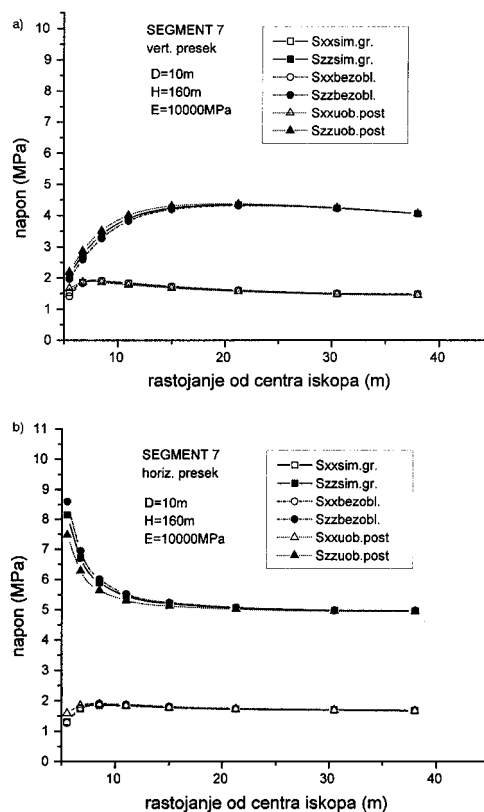 a)
SEGMENT 7
vert. presek
D=10m
H=160m
E=10000MPa
Sxxsim.gr.
Szzsim.gr.
Sxxbezobl.
Szzbezobl.
Sxxuob.post
Szzuob.post
napon (MPa)
10
9
8
7
6
5
4
3
2
1
0
10 20 30 40
rastojanje od centra iskopa (m)
b)
SEGMENT 7
horiz. presek
D=10m
H=160m
E=10000MPa
Sxxsim.gr.
Szzsim.gr.
Sxxbezobl.
Szzbezobl.
Sxxuob.post
Szzuob.post
napon (MPa)
11
10
9
8
7
6
5
4
3
2
1
0
10 20 30 40
rastojanje od centra iskopa (m)